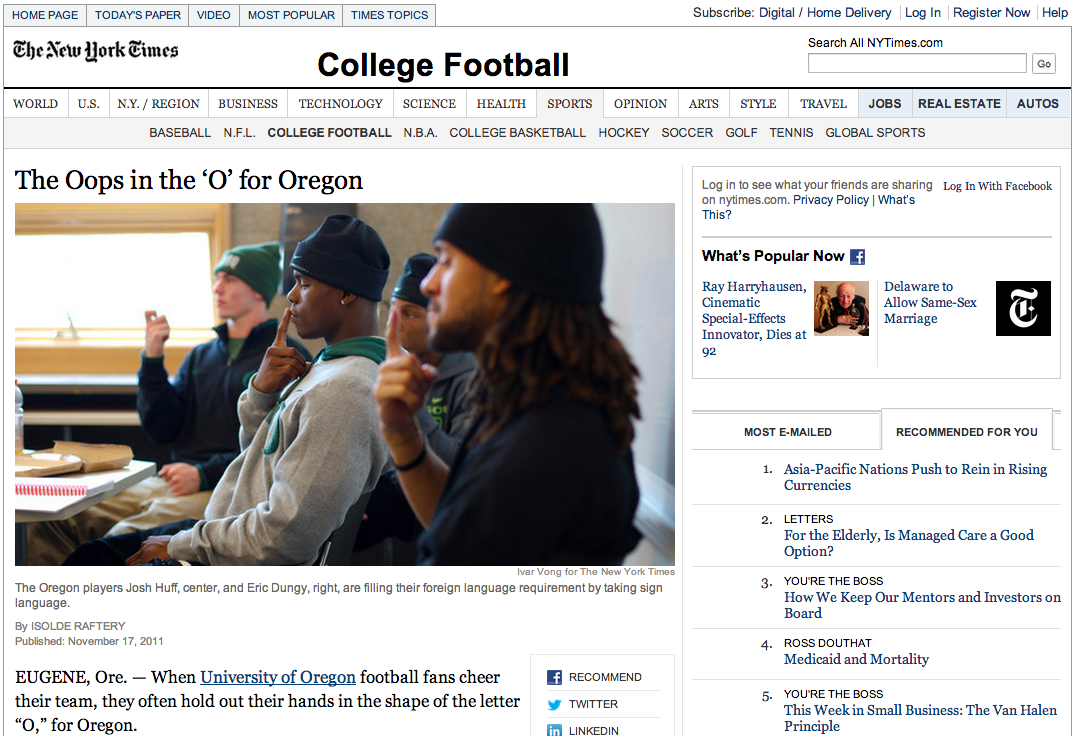 HOME PAGE TODAY'S PAPER VIDEO MOST POPULAR TIMES TOPICS
Subscribe: Digital / Home Delivery Log In Register Now Help
The New York Times
College Football
Search All NYTimes.com
Go
WORLD U.S. N.Y. / REGION BUSINESS TECHNOLOGY SCIENCE HEALTH SPORTS OPINION ARTS STYLE TRAVEL JOBS REAL ESTATE AUTOS
BASEBALL N.F.L. COLLEGE FOOTBALL N.B.A. COLLEGE BASKETBALL HOCKEY SOCCER GOLF TENNIS GLOBAL SPORTS
The Oops in the ‘O’ for Oregon
Ivar Vong for The New York Times
The Oregon players Josh Huff, center, and Eric Dungy, right, are filling their foreign language requirement by taking sign
language.
By ISOLDE RAFTERY
Published: November 17, 2011
EUGENE, Ore. — When University of Oregon football fans cheer
their team, they often hold out their hands in the shape of the letter
“O,” for Oregon.
RECOMMEND
TWITTER
LINKEDIN
Log in to see what your friends are sharing
on nytimes.com. Privacy Policy | What's
This?
Log In With Facebook
What's Popular Now
Ray Harryhausen,
Cinematic
Special-Effects
Innovator, Dies at
92
Delaware to
Allow Same-Sex
Marriage
MOST E-MAILED
RECOMMENDED FOR YOU
1. Asia-Pacific Nations Push to Rein in Rising
Currencies
2. LETTERS
For the Elderly, Is Managed Care a Good
Option?
3. YOU'RE THE BOSS
How We Keep Our Mentors and Investors on
Board
4. ROSS DOUTHAT
Medicaid and Mortality
5. YOU'RE THE BOSS
This Week in Small Business: The Van Halen
Principle